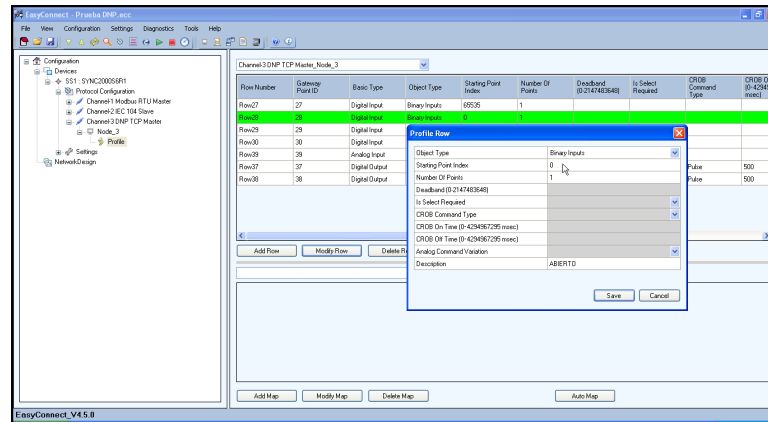 EasyConnect - Prueba DNP.ecc
File View Configuration Settings Diagnostics Tools Help
Configuration
Devices
SS1 : SYNC2000S6R1
Protocol Configuration
Channel-1 Modbus RTU Master
Channel-2 IEC 104 Slave
Channel-3 DNP TCP Master
Node_3
Profile
Settings
NetworkDesign
Channel-3 DNP TCP Master_Node_3
Row Number Gateway Point ID Basic Type Object Type Starting Point Index Number Of Points Deadband (0-2147483648) Is Select Required CROB Command Type CROB O (0-4294 msec)
Row27 27 Digital Input Binary Inputs 65535 1
Row28 28 Digital Input Binary Inputs 0 1
Row29 29 Digital Input
Row30 30 Digital Input
Row39 39 Analog Input
Row37 37 Digital Output Pulse 500
Row38 38 Digital Output Pulse 500
Profile Row
Object Type Binary Inputs
Starting Point Index 0
Number Of Points 1
Deadband (0-2147483648)
Is Select Required
CROB Command Type
CROB On Time (0-4294967295 msec)
CROB Off Time (0-4294967295 msec)
Analog Command Variation
Description ABIERTO
Save Cancel
Add Row Modify Row Delete R
Add Map Modify Map Delete Map Auto Map
EasyConnect_V4.5.0